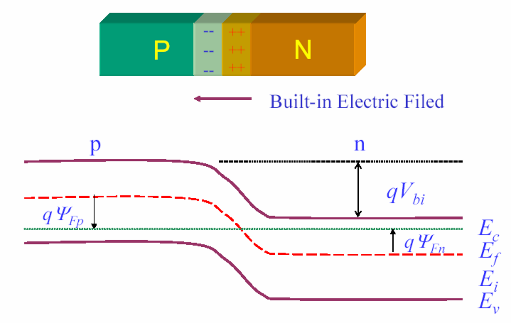 P -- ++ N
-- ++
-- ++
Built-in Electric Filed
p n
qV_bi
qΨ_Fp
E_c
qΨ_Fn E_f
E_i
E_v